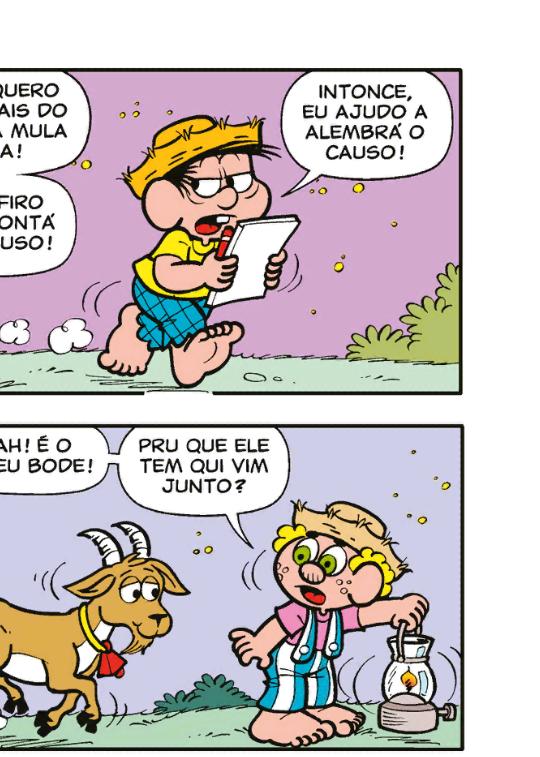 QUERO
AIS DO
A MULA
A!
FIRO
ONTÁ
USO!
INTONCE,
EU AJUDO A
ALEMBRÁ O
CAUSO!
AH! É O
EU BODE!
PRU QUE ELE
TEM QUI VIM
JUNTO?